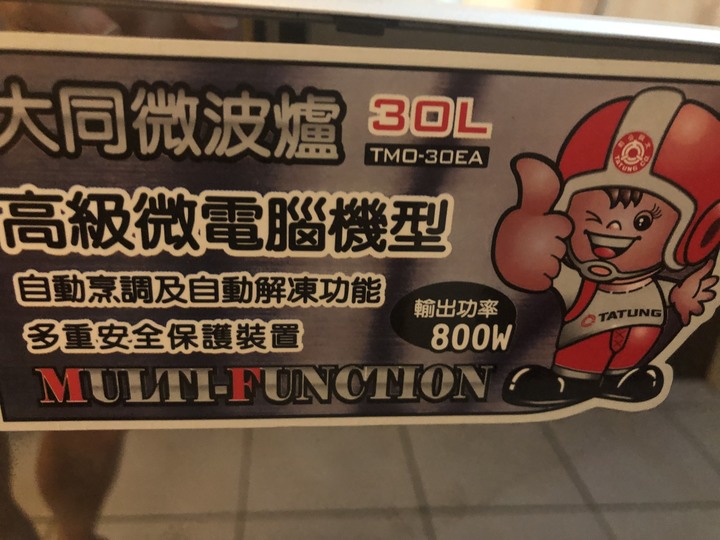 大同微波爐 30L
TMO-30EA
高級微電腦機型
自動烹調及自動解凍功能
多重安全保護裝置
輸出功率
800W
MULTI-FUNCTION
TATUNG CO.
TATUNG